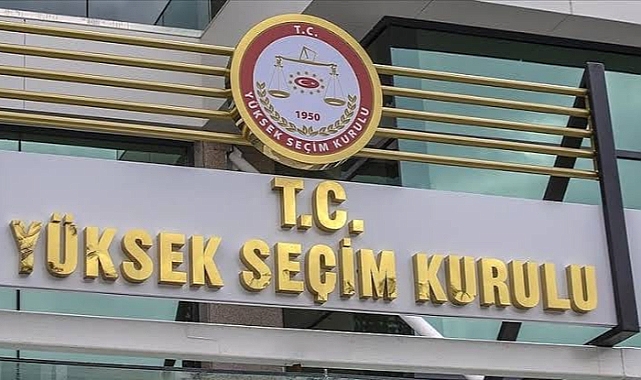 T.C.
1950
YÜKSEK SEÇİM KURULU
T.C.
YÜKSEK SEÇİM KURULU